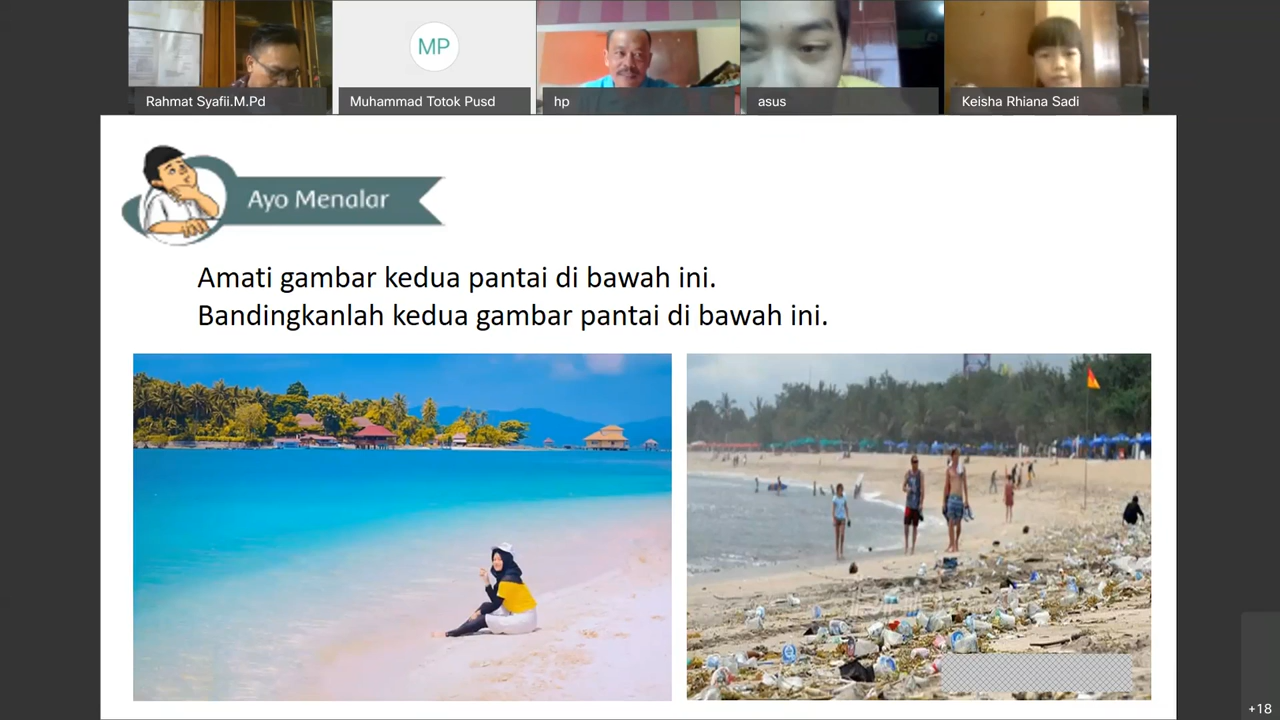 Rahmat Syafii.M.Pd
MP
Muhammad Totok Pusd
hp
asus
Keisha Rhiana Sadi
Ayo Menalar
Amati gambar kedua pantai di bawah ini.
Bandingkanlah kedua gambar pantai di bawah ini.
+18